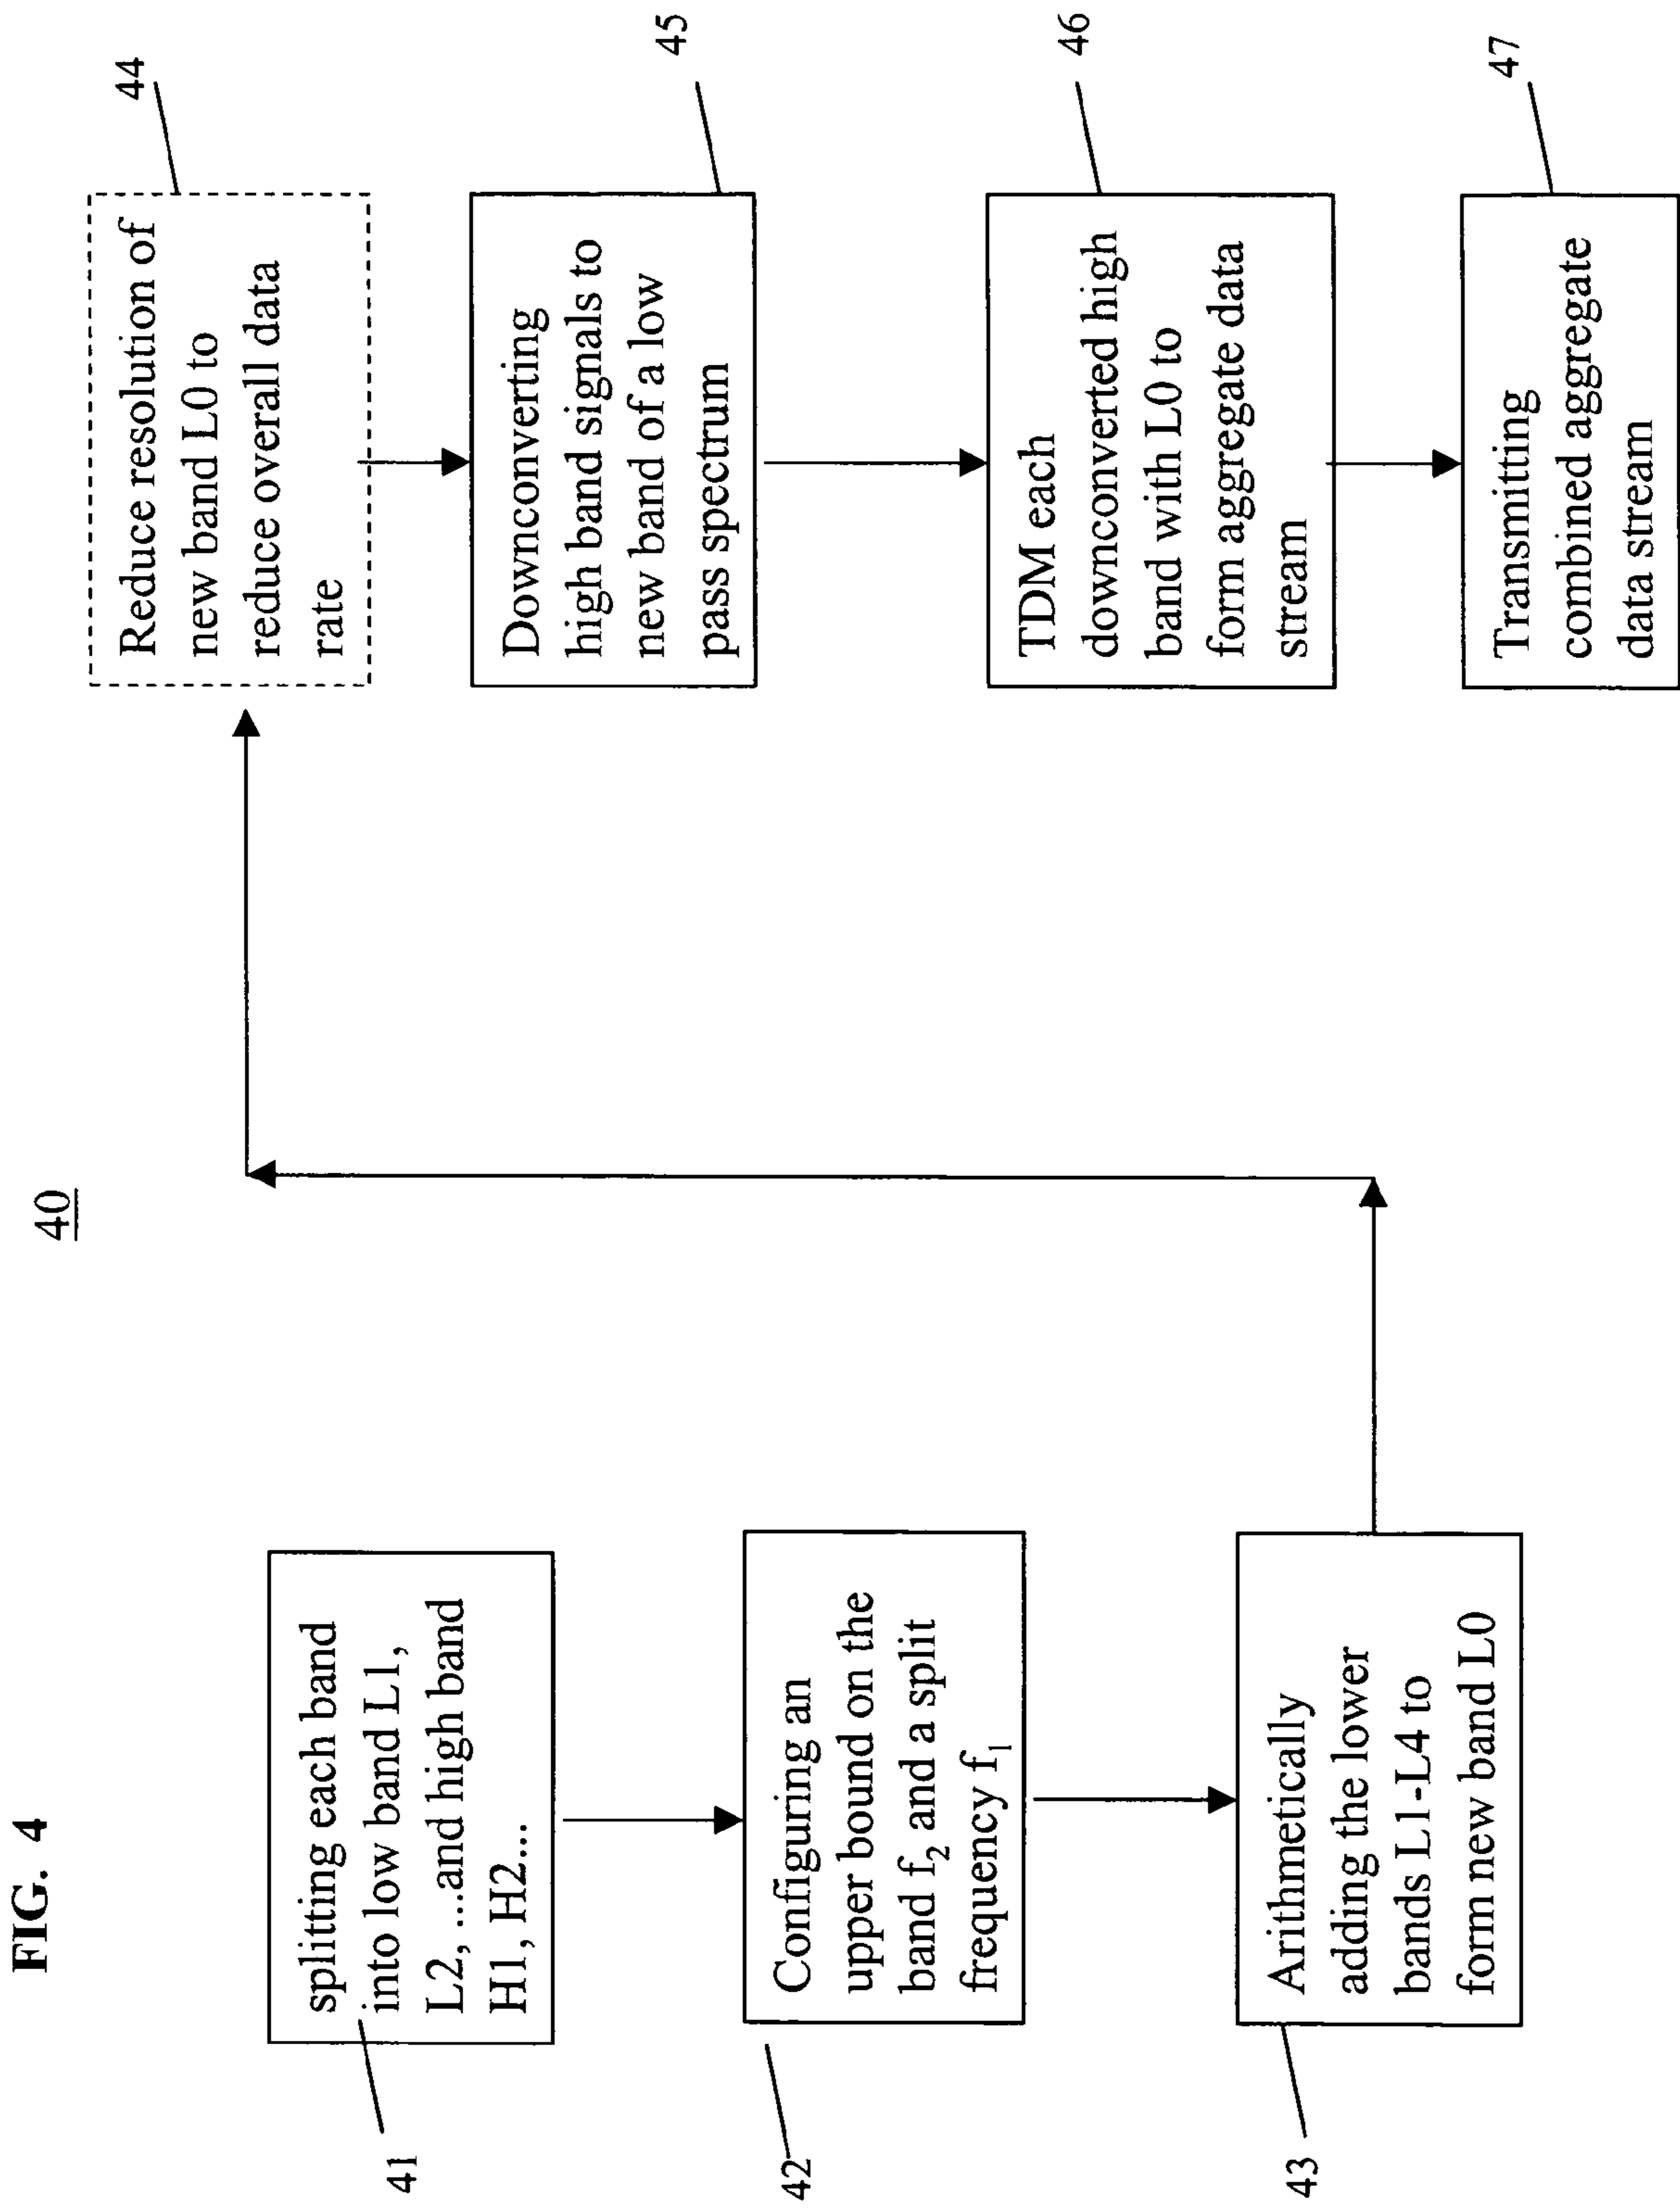 FIG. 4
40
splitting each band
into low band L1,
L2, ...and high band
H1, H2...
41
Configuring an
upper bound on the
band f₂ and a split
frequency f₁
42
Arithmetically
adding the lower
bands L1-L4 to
form new band L0
43
Reduce resolution of
new band L0 to
reduce overall data
rate
44
Downconverting
high band signals to
new band of a low
pass spectrum
45
TDM each
downconverted high
band with L0 to
form aggregate data
stream
46
Transmitting
combined aggregate
data stream
47